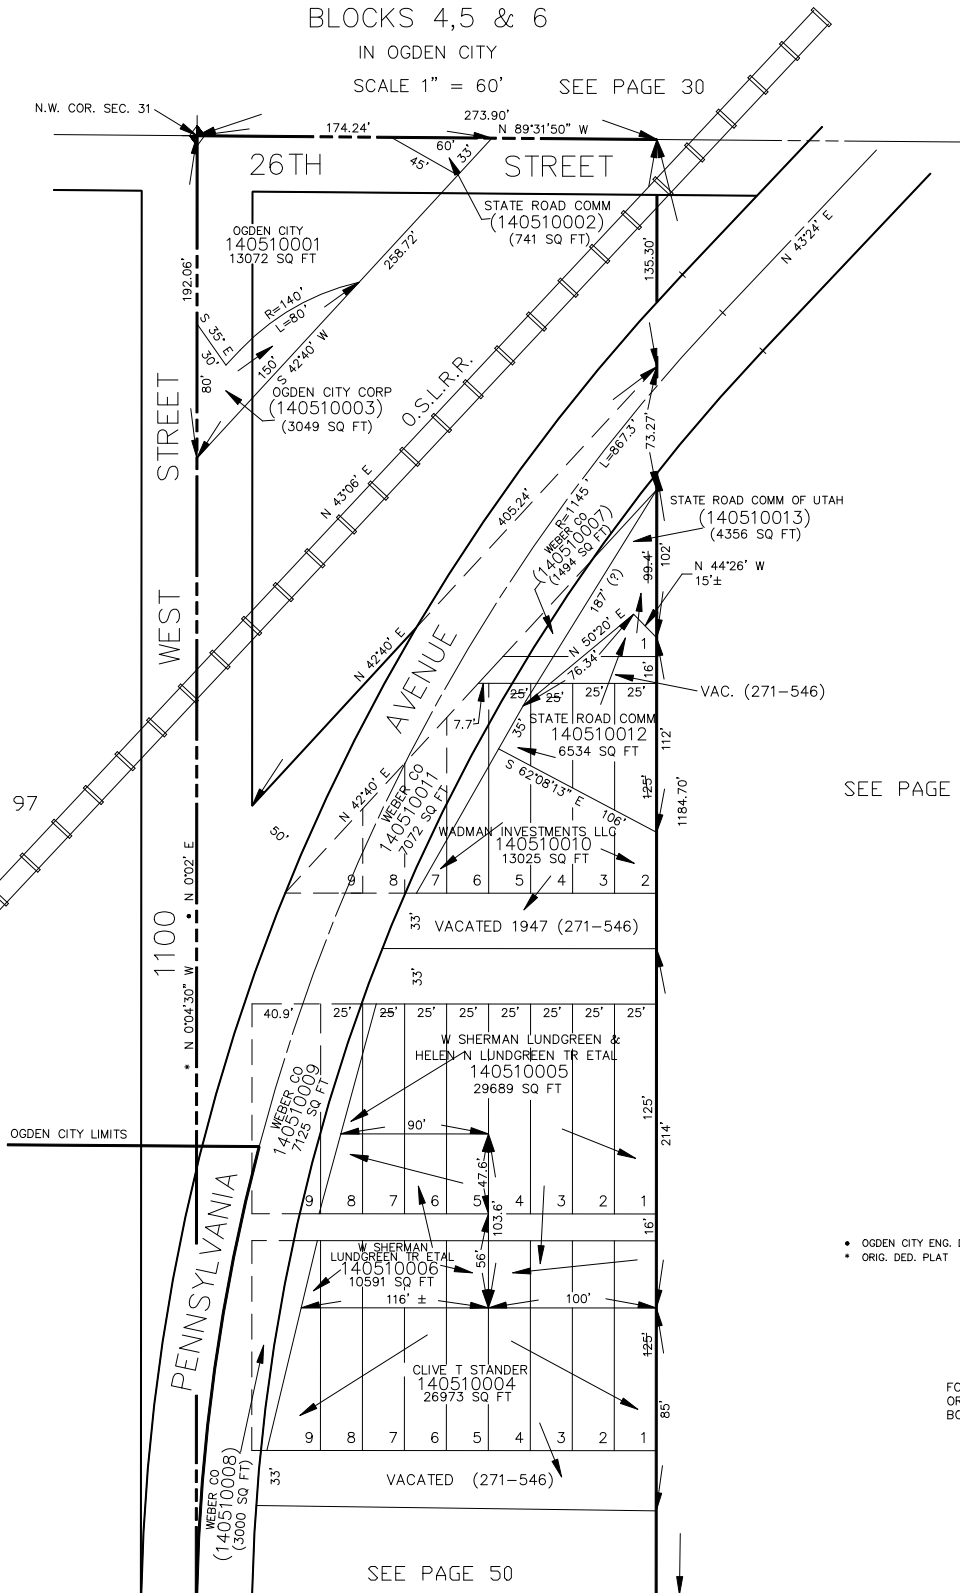 BLOCKS 4,5 & 6
IN OGDEN CITY
SCALE 1" = 60'
SEE PAGE 30
N.W. COR. SEC. 31
174.24'
273.90'
N 89°31'50" W
60'
33'
45'
26TH STREET
STATE ROAD COMM
(140510002)
(741 SQ FT)
OGDEN CITY
140510001
13072 SQ FT
258.72'
192.06'
135.30'
N 43°24' E
R=140'
L=80'
S 35° E
30'
150'
S 42°40' W
80'
OGDEN CITY CORP
(140510003)
(3049 SQ FT)
O.S.L.R.R.
N 43°06' E
WEST STREET
73.27'
L=867.3'
405.24'
R=1145'
WEBER CO
(140510007)
(1494 SQ FT)
STATE ROAD COMM OF UTAH
(140510013)
(4356 SQ FT)
102'
99.4'
N 44°26' W
15'±
187' (?)
N 50°20' E
76.34'
1
16'
VAC. (271-546)
N 42°40' E
AVENUE
25' 25' 25' 25'
7.7'
35'
STATE ROAD COMM
140510012
6534 SQ FT
112'
S 62°08'13" E
106'
125'
1184.70'
SEE PAGE
97
N 42°40' E
WEBER CO
140510011
7072 SQ FT
50'
WADMAN INVESTMENTS LLC
140510010
13025 SQ FT
9 8 7 6 5 4 3 2
33'
VACATED 1947 (271-546)
33'
1100
* N 0°04'30" W • N 0°02' E
40.9' 25' 25' 25' 25' 25' 25' 25' 25'
W SHERMAN LUNDGREEN &
HELEN N LUNDGREEN TR ETAL
140510005
29689 SQ FT
WEBER CO
140510009
7125 SQ FT
125'
214'
OGDEN CITY LIMITS
90'
47.6'
103.6'
9 8 7 6 5 4 3 2 1
16'
W SHERMAN
LUNDGREEN TR ETAL
140510006
10591 SQ FT
56'
116' ±
100'
• OGDEN CITY ENG.
* ORIG. DED. PLAT
PENNSYLVANIA
125'
CLIVE T STANDER
140510004
26973 SQ FT
85'
FO
OR
BO
9 8 7 6 5 4 3 2 1
WEBER CO
(140510008)
(3000 SQ FT)
33'
VACATED (271-546)
SEE PAGE 50